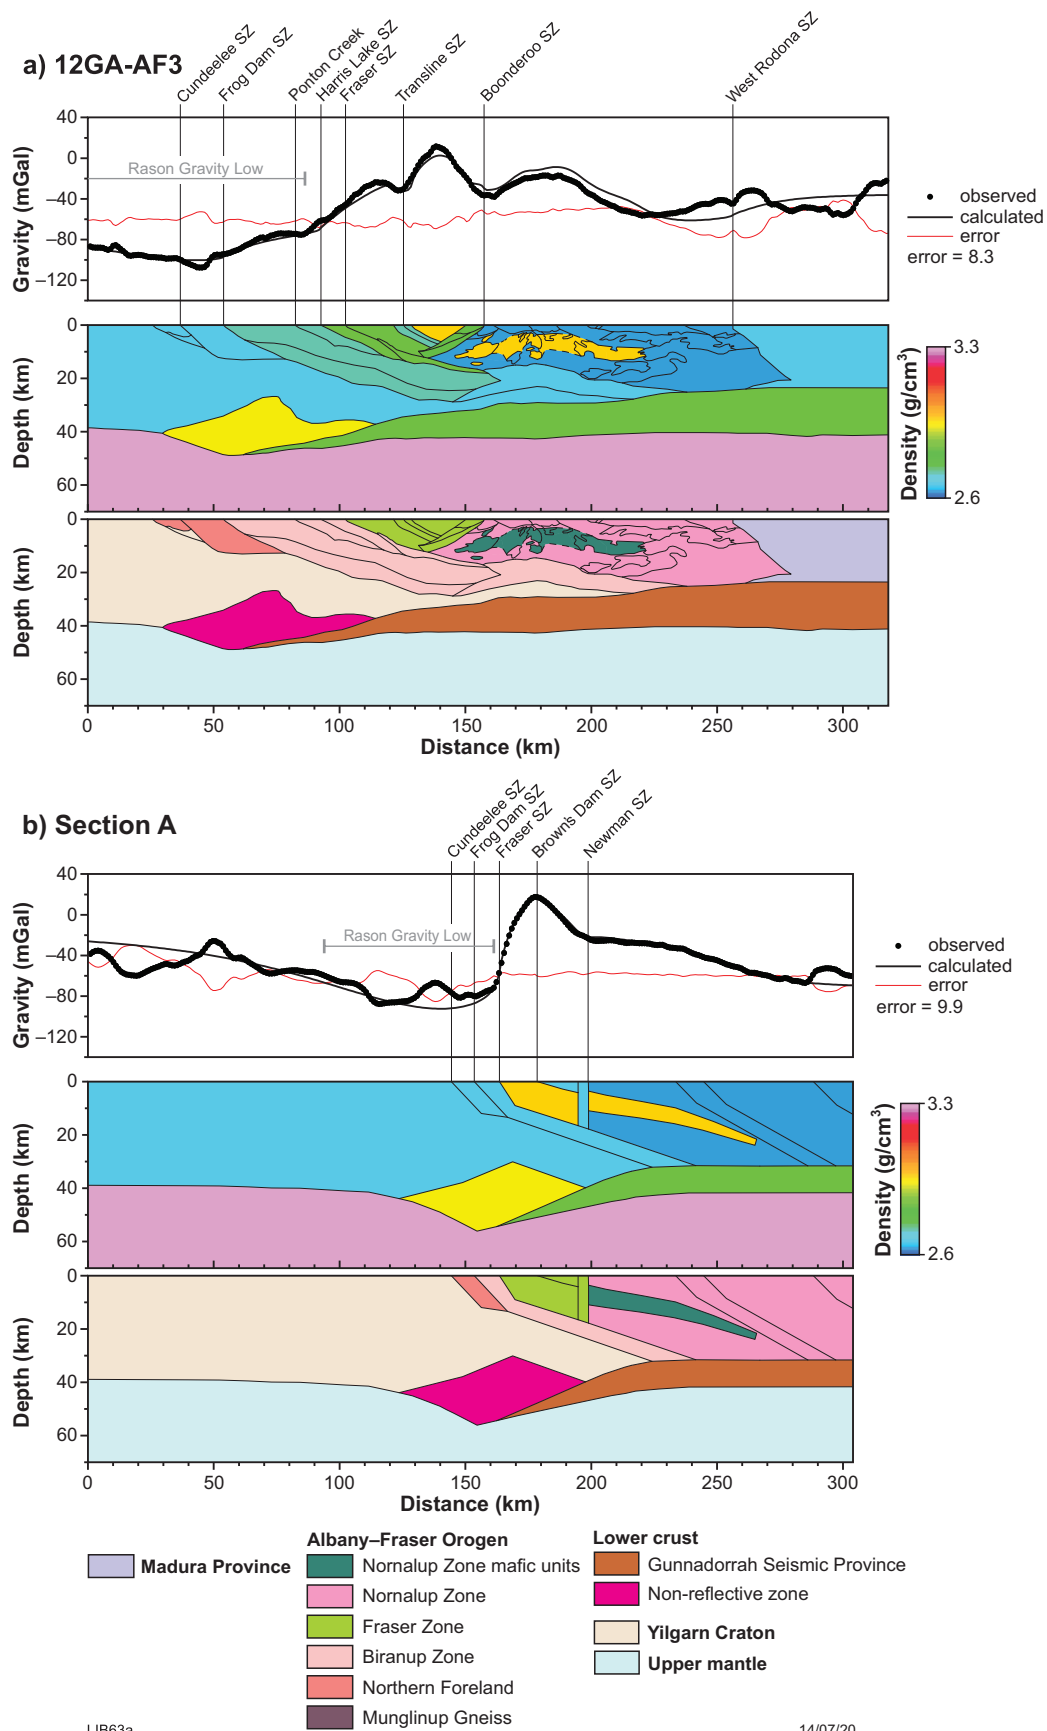 a) 12GA-AF3
Cundeelee SZ
Frog Dam SZ
Ponton Creek
Harris Lake SZ
Fraser SZ
Transline SZ
Boonderoo SZ
West Rodona SZ
40
0
–40
–80
–120
Gravity (mGal)
Rason Gravity Low
observed
calculated
error
error = 8.3
0
20
40
60
Depth (km)
Density (g/cm3)
3.3
2.6
0
20
40
60
Depth (km)
0 50 100 150 200 250 300
Distance (km)
b) Section A
Cundeelee SZ
Frog Dam SZ
Fraser SZ
Brown's Dam SZ
Newman SZ
40
0
–40
–80
–120
Gravity (mGal)
Rason Gravity Low
observed
calculated
error
error = 9.9
0
20
40
60
Depth (km)
Density (g/cm3)
3.3
2.6
0
20
40
60
Depth (km)
0 50 100 150 200 250 300
Distance (km)
Madura Province
Albany–Fraser Orogen
Nornalup Zone mafic units
Nornalup Zone
Fraser Zone
Biranup Zone
Northern Foreland
Munglinup Gneiss
Lower crust
Gunnadorrah Seismic Province
Non-reflective zone
Yilgarn Craton
Upper mantle
14/07/20